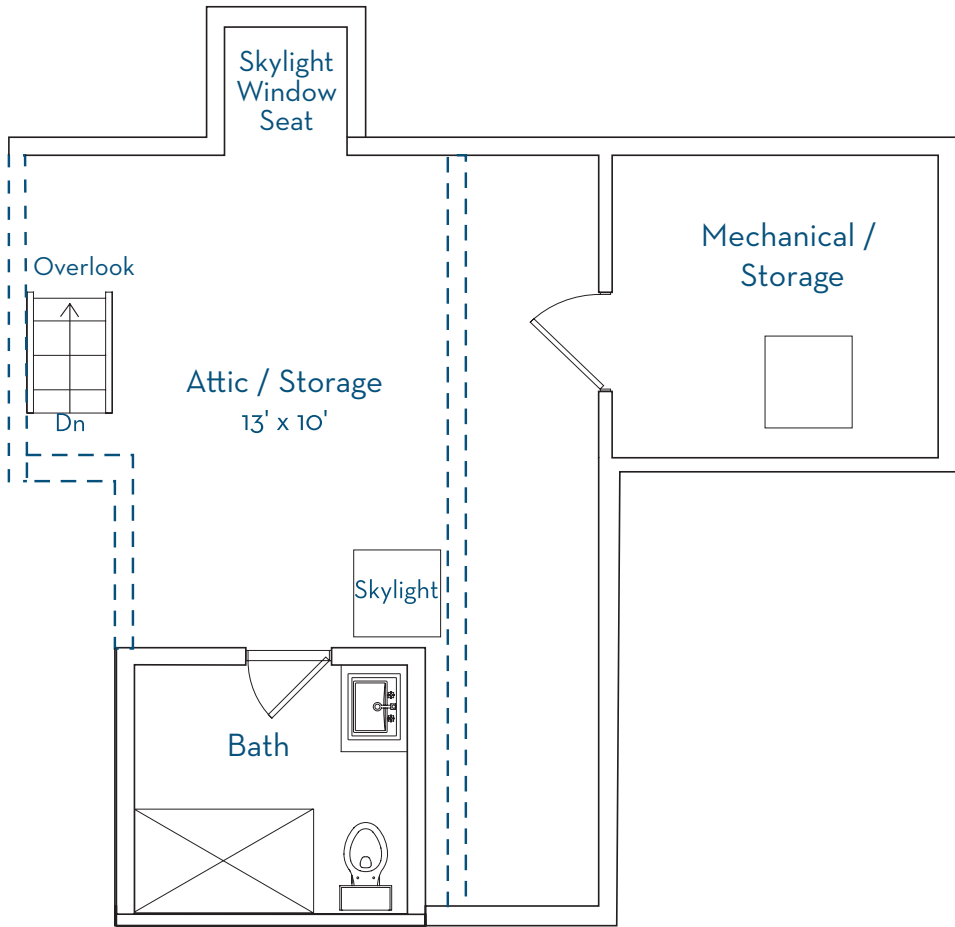 Skylight
Window
Seat
Mechanical /
Storage
Overlook
Attic / Storage
13' x 10'
Dn
Skylight
Bath